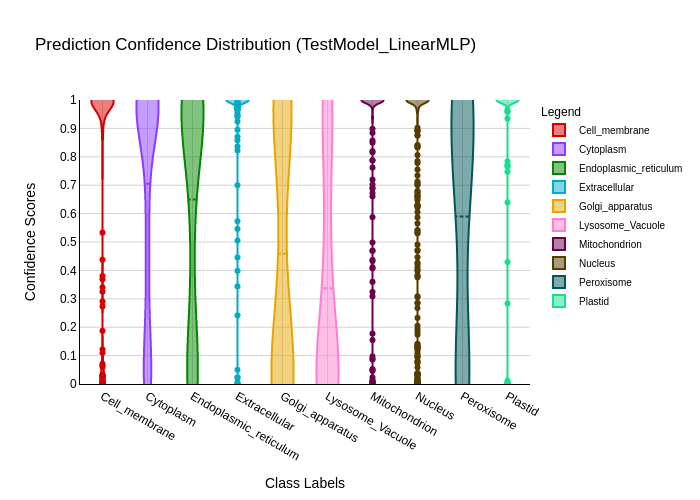 Prediction Confidence Distribution (TestModel_LinearMLP)
Confidence Scores
1
0.9
0.8
0.7
0.6
0.5
0.4
0.3
0.2
0.1
0
Cell_membrane
Cytoplasm
Endoplasmic_reticulum
Extracellular
Golgi_apparatus
Lysosome_Vacuole
Mitochondrion
Nucleus
Peroxisome
Plastid
Class Labels
Legend
Cell_membrane
Cytoplasm
Endoplasmic_reticulum
Extracellular
Golgi_apparatus
Lysosome_Vacuole
Mitochondrion
Nucleus
Peroxisome
Plastid